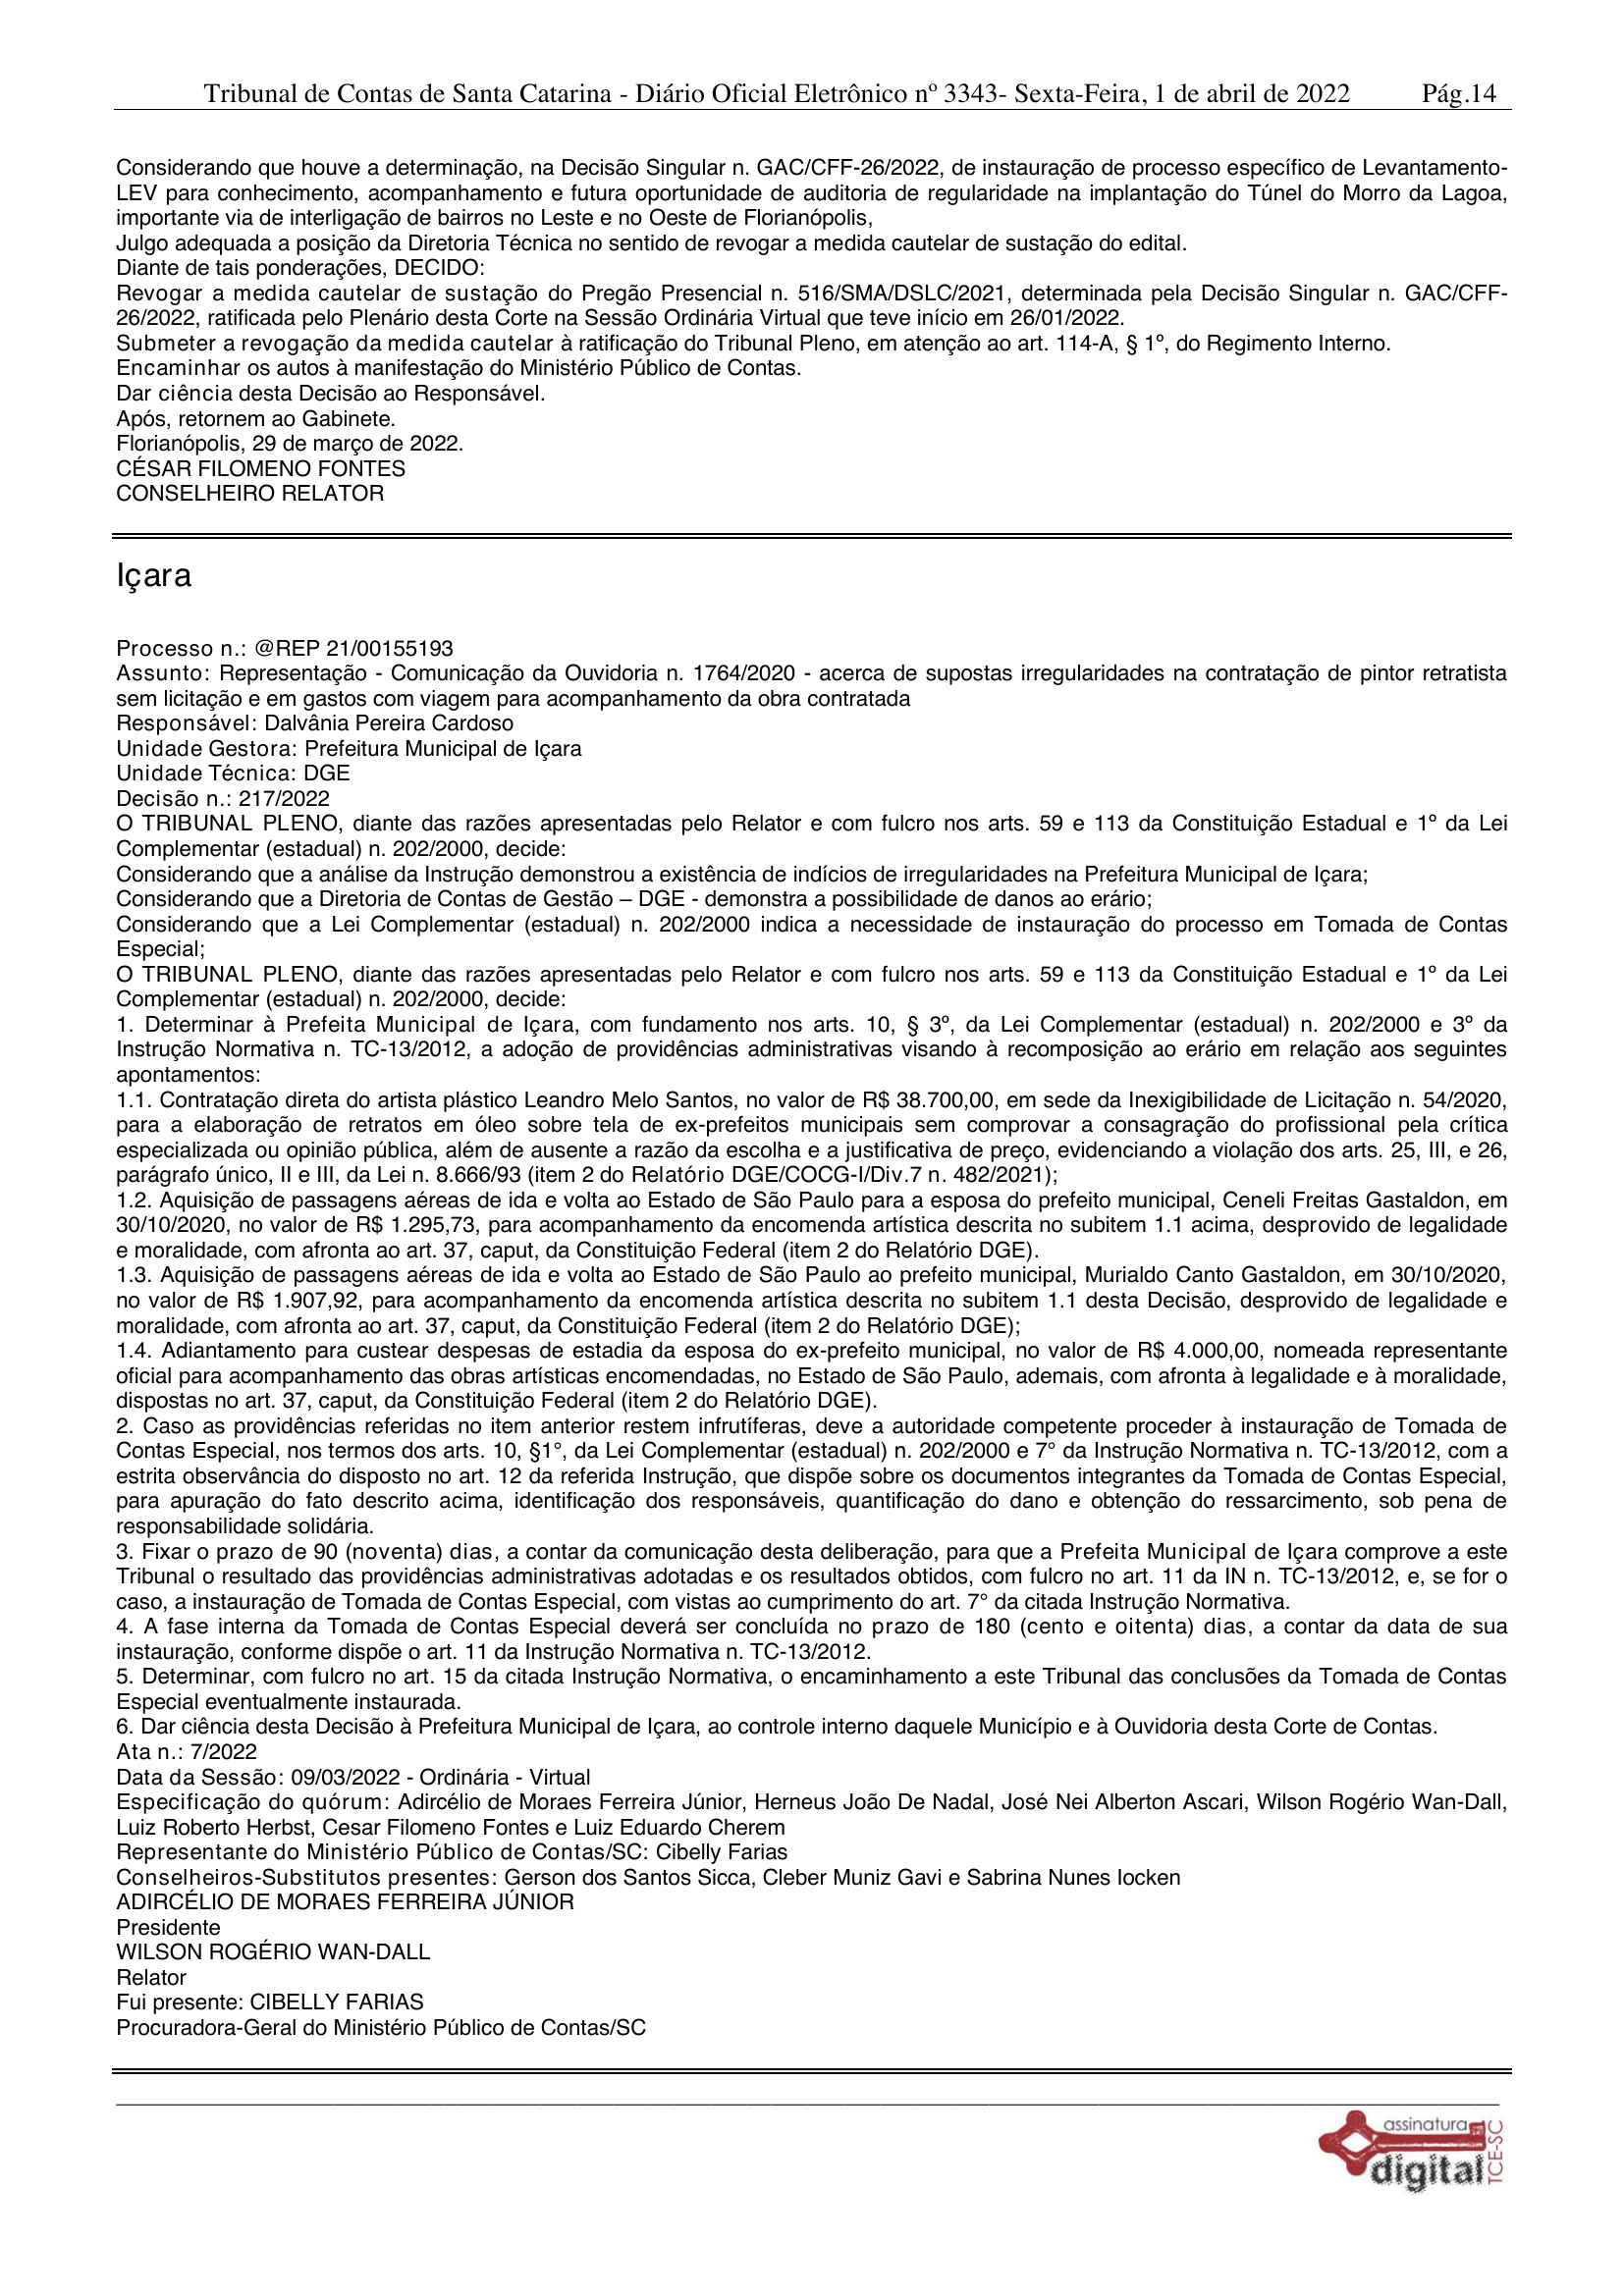 Tribunal de Contas de Santa Catarina - Diário Oficial Eletrônico nº 3343- Sexta-Feira, 1 de abril de 2022 Pág.14
Considerando que houve a determinação, na Decisão Singular n. GAC/CFF-26/2022, de instauração de processo específico de Levantamento-
LEV para conhecimento, acompanhamento e futura oportunidade de auditoria de regularidade na implantação do Túnel do Morro da Lagoa,
importante via de interligação de bairros no Leste e no Oeste de Florianópolis,
Julgo adequada a posição da Diretoria Técnica no sentido de revogar a medida cautelar de sustação do edital.
Diante de tais ponderações, DECIDO:
Revogar a medida cautelar de sustação do Pregão Presencial n. 516/SMA/DSLC/2021, determinada pela Decisão Singular n. GAC/CFF-
26/2022, ratificada pelo Plenário desta Corte na Sessão Ordinária Virtual que teve início em 26/01/2022.
Submeter a revogação da medida cautelar à ratificação do Tribunal Pleno, em atenção ao art. 114-A, § 1º, do Regimento Interno.
Encaminhar os autos à manifestação do Ministério Público de Contas.
Dar ciência desta Decisão ao Responsável.
Após, retornem ao Gabinete.
Florianópolis, 29 de março de 2022.
CÉSAR FILOMENO FONTES
CONSELHEIRO RELATOR
Içara
Processo n.: @REP 21/00155193
Assunto: Representação - Comunicação da Ouvidoria n. 1764/2020 - acerca de supostas irregularidades na contratação de pintor retratista
sem licitação e em gastos com viagem para acompanhamento da obra contratada
Responsável: Dalvânia Pereira Cardoso
Unidade Gestora: Prefeitura Municipal de Içara
Unidade Técnica: DGE
Decisão n.: 217/2022
O TRIBUNAL PLENO, diante das razões apresentadas pelo Relator e com fulcro nos arts. 59 e 113 da Constituição Estadual e 1º da Lei
Complementar (estadual) n. 202/2000, decide:
Considerando que a análise da Instrução demonstrou a existência de indícios de irregularidades na Prefeitura Municipal de Içara;
Considerando que a Diretoria de Contas de Gestão – DGE - demonstra a possibilidade de danos ao erário;
Considerando que a Lei Complementar (estadual) n. 202/2000 indica a necessidade de instauração do processo em Tomada de Contas
Especial;
O TRIBUNAL PLENO, diante das razões apresentadas pelo Relator e com fulcro nos arts. 59 e 113 da Constituição Estadual e 1º da Lei
Complementar (estadual) n. 202/2000, decide:
1. Determinar à Prefeita Municipal de Içara, com fundamento nos arts. 10, § 3º, da Lei Complementar (estadual) n. 202/2000 e 3º da
Instrução Normativa n. TC-13/2012, a adoção de providências administrativas visando à recomposição ao erário em relação aos seguintes
apontamentos:
1.1. Contratação direta do artista plástico Leandro Melo Santos, no valor de R$ 38.700,00, em sede da Inexigibilidade de Licitação n. 54/2020,
para a elaboração de retratos em óleo sobre tela de ex-prefeitos municipais sem comprovar a consagração do profissional pela crítica
especializada ou opinião pública, além de ausente a razão da escolha e a justificativa de preço, evidenciando a violação dos arts. 25, III, e 26,
parágrafo único, II e III, da Lei n. 8.666/93 (item 2 do Relatório DGE/COCG-I/Div.7 n. 482/2021);
1.2. Aquisição de passagens aéreas de ida e volta ao Estado de São Paulo para a esposa do prefeito municipal, Ceneli Freitas Gastaldon, em
30/10/2020, no valor de R$ 1.295,73, para acompanhamento da encomenda artística descrita no subitem 1.1 acima, desprovido de legalidade
e moralidade, com afronta ao art. 37, caput, da Constituição Federal (item 2 do Relatório DGE).
1.3. Aquisição de passagens aéreas de ida e volta ao Estado de São Paulo ao prefeito municipal, Murialdo Canto Gastaldon, em 30/10/2020,
no valor de R$ 1.907,92, para acompanhamento da encomenda artística descrita no subitem 1.1 desta Decisão, desprovido de legalidade e
moralidade, com afronta ao art. 37, caput, da Constituição Federal (item 2 do Relatório DGE);
1.4. Adiantamento para custear despesas de estadia da esposa do ex-prefeito municipal, no valor de R$ 4.000,00, nomeada representante
oficial para acompanhamento das obras artísticas encomendadas, no Estado de São Paulo, ademais, com afronta à legalidade e à moralidade,
dispostas no art. 37, caput, da Constituição Federal (item 2 do Relatório DGE).
2. Caso as providências referidas no item anterior restem infrutíferas, deve a autoridade competente proceder à instauração de Tomada de
Contas Especial, nos termos dos arts. 10, §1°, da Lei Complementar (estadual) n. 202/2000 e 7° da Instrução Normativa n. TC-13/2012, com a
estrita observância do disposto no art. 12 da referida Instrução, que dispõe sobre os documentos integrantes da Tomada de Contas Especial,
para apuração do fato descrito acima, identificação dos responsáveis, quantificação do dano e obtenção do ressarcimento, sob pena de
responsabilidade solidária.
3. Fixar o prazo de 90 (noventa) dias, a contar da comunicação desta deliberação, para que a Prefeita Municipal de Içara comprove a este
Tribunal o resultado das providências administrativas adotadas e os resultados obtidos, com fulcro no art. 11 da IN n. TC-13/2012, e, se for o
caso, a instauração de Tomada de Contas Especial, com vistas ao cumprimento do art. 7° da citada Instrução Normativa.
4. A fase interna da Tomada de Contas Especial deverá ser concluída no prazo de 180 (cento e oitenta) dias, a contar da data de sua
instauração, conforme dispõe o art. 11 da Instrução Normativa n. TC-13/2012.
5. Determinar, com fulcro no art. 15 da citada Instrução Normativa, o encaminhamento a este Tribunal das conclusões da Tomada de Contas
Especial eventualmente instaurada.
6. Dar ciência desta Decisão à Prefeitura Municipal de Içara, ao controle interno daquele Município e à Ouvidoria desta Corte de Contas.
Ata n.: 7/2022
Data da Sessão: 09/03/2022 - Ordinária - Virtual
Especificação do quórum: Adircélio de Moraes Ferreira Júnior, Herneus João De Nadal, José Nei Alberton Ascari, Wilson Rogério Wan-Dall,
Luiz Roberto Herbst, Cesar Filomeno Fontes e Luiz Eduardo Cherem
Representante do Ministério Público de Contas/SC: Cibelly Farias
Conselheiros-Substitutos presentes: Gerson dos Santos Sicca, Cleber Muniz Gavi e Sabrina Nunes Iocken
ADIRCÉLIO DE MORAES FERREIRA JÚNIOR
Presidente
WILSON ROGÉRIO WAN-DALL
Relator
Fui presente: CIBELLY FARIAS
Procuradora-Geral do Ministério Público de Contas/SC
assinatura
digital
TCE-SC